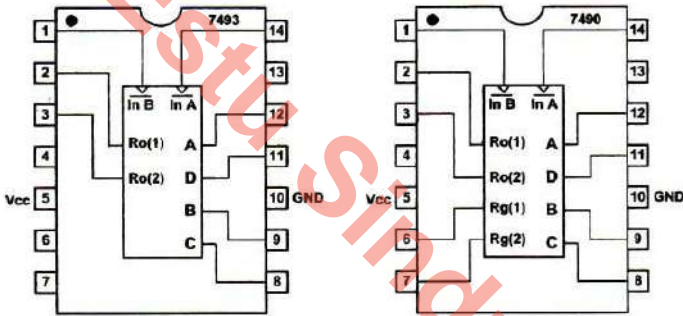 7493
1
14
2
13
In B
In A
3
12
Ro(1)
A
4
11
Ro(2)
D
Vcc 5
10 GND
B
6
9
C
7
8
7490
1
14
2
13
In B
In A
3
12
Ro(1)
A
4
11
Ro(2)
D
Vcc 5
10 GND
Rg(1)
B
6
9
Rg(2)
C
7
8
Estu Sindu